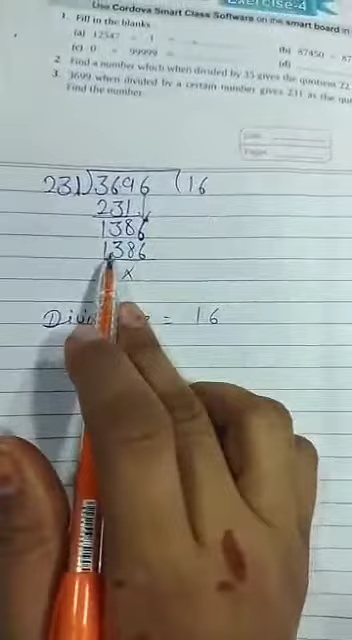 Use Cordova Smart Class Software on the smart board in
Exercise-4
1. Fill in the blanks
(a) 12547 ÷ 1 =
(b) 87450 ÷ 87
(c) 0 ÷ 99999 =
(d)
2. Find a number which when divided by 35 gives the quotient 22
3. 3699 when divided by a certain number gives 231 as the
Find the number.
Date:
Page:
231) 3696 (16
231
1386
1386
x
= 16